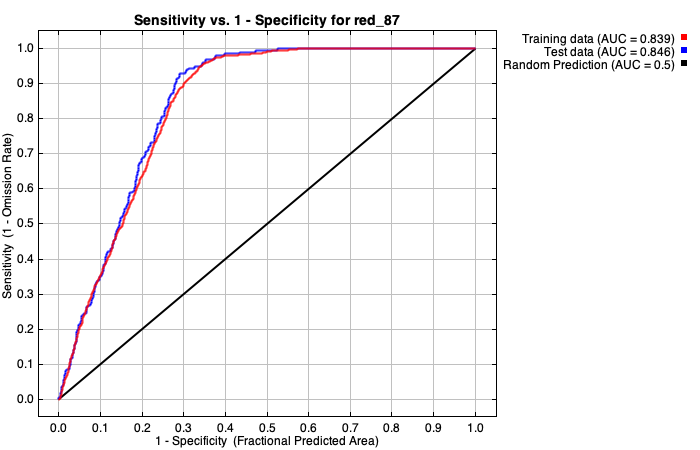 Sensitivity vs. 1 - Specificity for red_87
Training data (AUC = 0.839)
Test data (AUC = 0.846)
Random Prediction (AUC = 0.5)
Sensitivity (1 - Omission Rate)
1.0
0.9
0.8
0.7
0.6
0.5
0.4
0.3
0.2
0.1
0.0
0.0 0.1 0.2 0.3 0.4 0.5 0.6 0.7 0.8 0.9 1.0
1 - Specificity (Fractional Predicted Area)